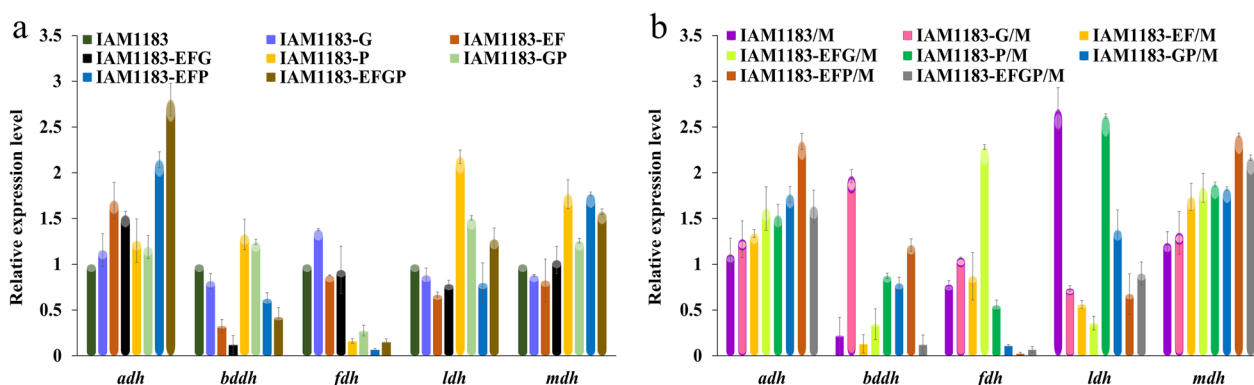 a
3.5
3
2.5
2
1.5
1
0.5
0
Relative expression level
IAM1183 IAM1183-G IAM1183-EF
IAM1183-EFG IAM1183-P IAM1183-GP
IAM1183-EFP IAM1183-EFGP
adh bddh fdh ldh mdh
b
3.5
3
2.5
2
1.5
1
0.5
0
Relative expression level
IAM1183/M IAM1183-G/M IAM1183-EF/M
IAM1183-EFG/M IAM1183-P/M IAM1183-GP/M
IAM1183-EFP/M IAM1183-EFGP/M
adh bddh fdh ldh mdh